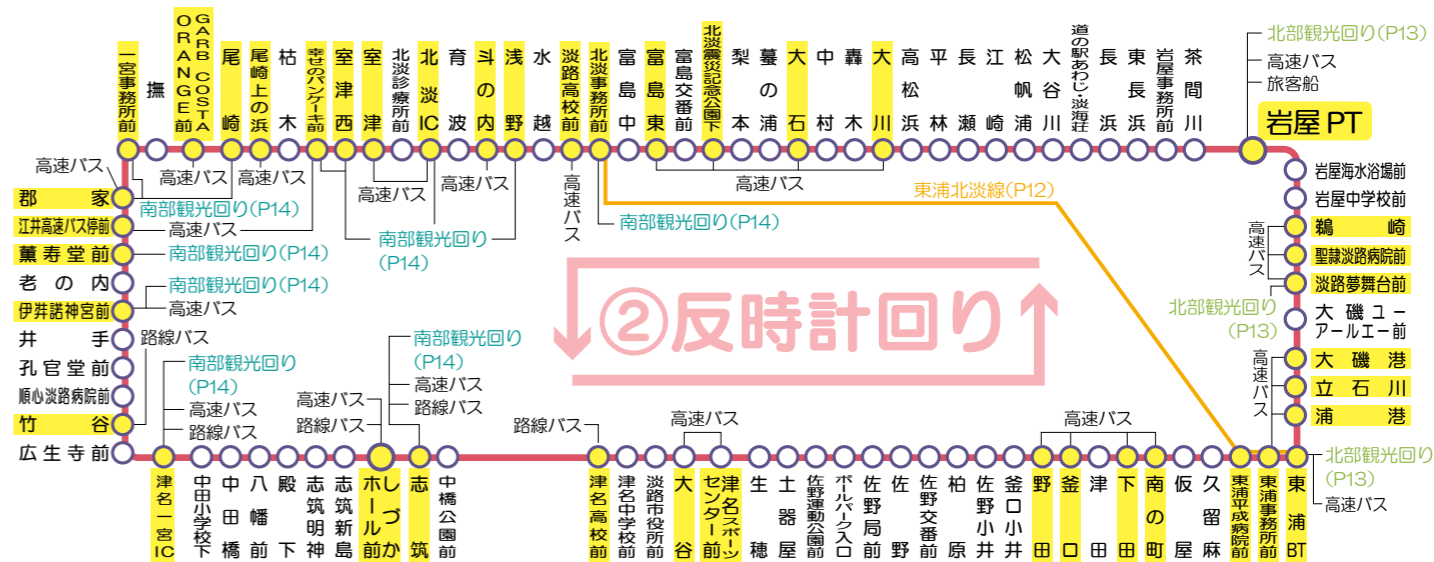 一宮事務所前
撫
GARB COSTA
ORANGE前
尾崎
尾崎上の浜
枯木
幸せのパンケーキ前
室津西
室津
北淡診療所前
北淡IC
育波
斗の内
浅野
水越
淡路高校前
北淡事務所前
富島中
富島東
富島交番前
北淡震災記念公園下
梨本
蟇の浦
大石
中村
轟木
大川
高松浜
平林
長瀬
江崎
松帆浦
大谷川
道の駅あわじ・淡海荘
長浜
東長浜
岩屋事務所前
茶間川
北部観光回り(P13)
高速バス
旅客船
岩屋PT
高速バス
高速バス
高速バス
高速バス
高速バス
高速バス
高速バス
東浦北淡線(P12)
郡家
南部観光回り(P14)
江井高速バス停前
高速バス
南部観光回り
(P14)
南部観光回り(P14)
薫寿堂前
南部観光回り(P14)
老の内
南部観光回り(P14)
伊弉諾神宮前
高速バス
井手
路線バス
孔官堂前
順心淡路病院前
竹谷
広生寺前
②反時計回り
岩屋海水浴場前
岩屋中学校前
鵜崎
聖隷淡路病院前
淡路夢舞台前
高速バス
北部観光回り
(P13)
大磯ユー
アールエー前
大磯港
立石川
浦港
高速バス
南部観光回り
(P14)
高速バス
路線バス
高速バス
路線バス
南部観光回り
(P14)
高速バス
路線バス
路線バス
高速バス
高速バス
北部観光回り
(P13)
高速バス
津名一宮IC
中田小学校下
中田橋
八幡前
殿下
志筑明神
志筑新島
しづか
ホール前
志筑
中橋公園前
津名高校前
津名中学校前
淡路市役所前
大谷
津名スポーツ
センター前
生穂
土器屋
佐野運動公園前
ボールパーク入口
佐野局前
佐野
佐野交番前
柏原
佐野小井
釜口小井
野田
釜口
津田
下田
南の町
仮屋
久留麻
東浦平成病院前
東浦事務所前
東浦BT